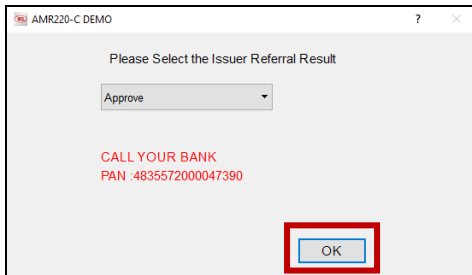 AMR220-C DEMO
?
Please Select the Issuer Referral Result
Approve
CALL YOUR BANK
PAN :4835572000047390
OK